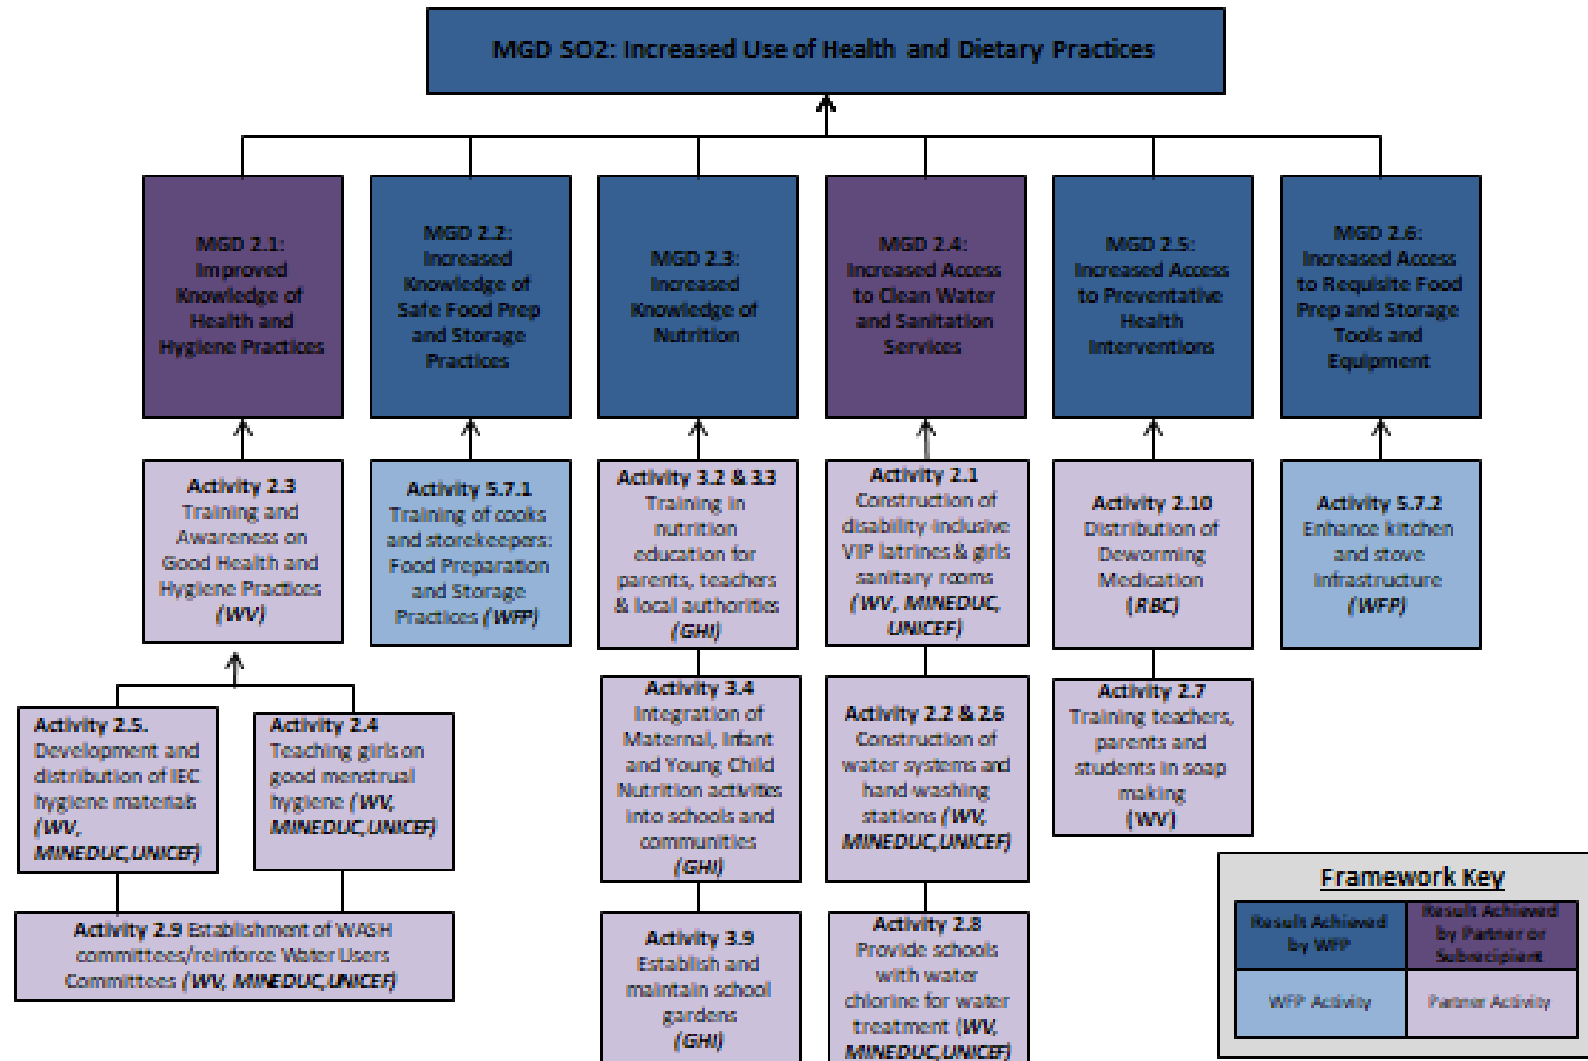 MGD SO2: Increased Use of Health and Dietary Practices
MGD 2.1:
Improved
Knowledge of
Health and
Hygiene Practices
MGD 2.2:
Increased
Knowledge of
Safe Food Prep
and Storage
Practices
MGD 2.3:
Increased
Knowledge of
Nutrition
MGD 2.4:
Increased Access
to Clean Water
and Sanitation
Services
MGD 2.5:
Increased Access
to Preventative
Health
Interventions
MGD 2.6:
Increased Access
to Requisite Food
Prep and Storage
Tools and
Equipment
Activity 2.3
Training and
Awareness on
Good Health and
Hygiene Practices
(WV)
Activity 5.7.1
Training of cooks
and storekeepers:
Food Preparation
and Storage
Practices (WFP)
Activity 3.2 & 3.3
Training in
nutrition
education for
parents, teachers
& local authorities
(GHI)
Activity 2.1
Construction of
disability-inclusive
VIP latrines & girls
sanitary rooms
(WV, MINEDUC,
UNICEF)
Activity 2.10
Distribution of
Deworming
Medication
(RBC)
Activity 5.7.2
Enhance kitchen
and stove
infrastructure
(WFP)
Activity 2.5.
Development and
distribution of IEC
hygiene materials
(WV,
MINEDUC,UNICEF)
Activity 2.4
Teaching girls on
good menstrual
hygiene (WV,
MINEDUC,UNICEF)
Activity 3.4
Integration of
Maternal, Infant
and Young Child
Nutrition activities
into schools and
communities
(GHI)
Activity 2.2 & 2.6
Construction of
water systems and
hand-washing
stations (WV,
MINEDUC,UNICEF)
Activity 2.7
Training teachers,
parents and
students in soap
making
(WV)
Activity 2.9 Establishment of WASH
committees/reinforce Water Users
Committees (WV, MINEDUC,UNICEF)
Activity 3.9
Establish and
maintain school
gardens
(GHI)
Activity 2.8
Provide schools
with water
chlorine for water
treatment (WV,
MINEDUC,UNICEF)
Framework Key
Result Achieved
by WFP
Result Achieved
by Partner or
Subrecipient
WFP Activity
Partner Activity